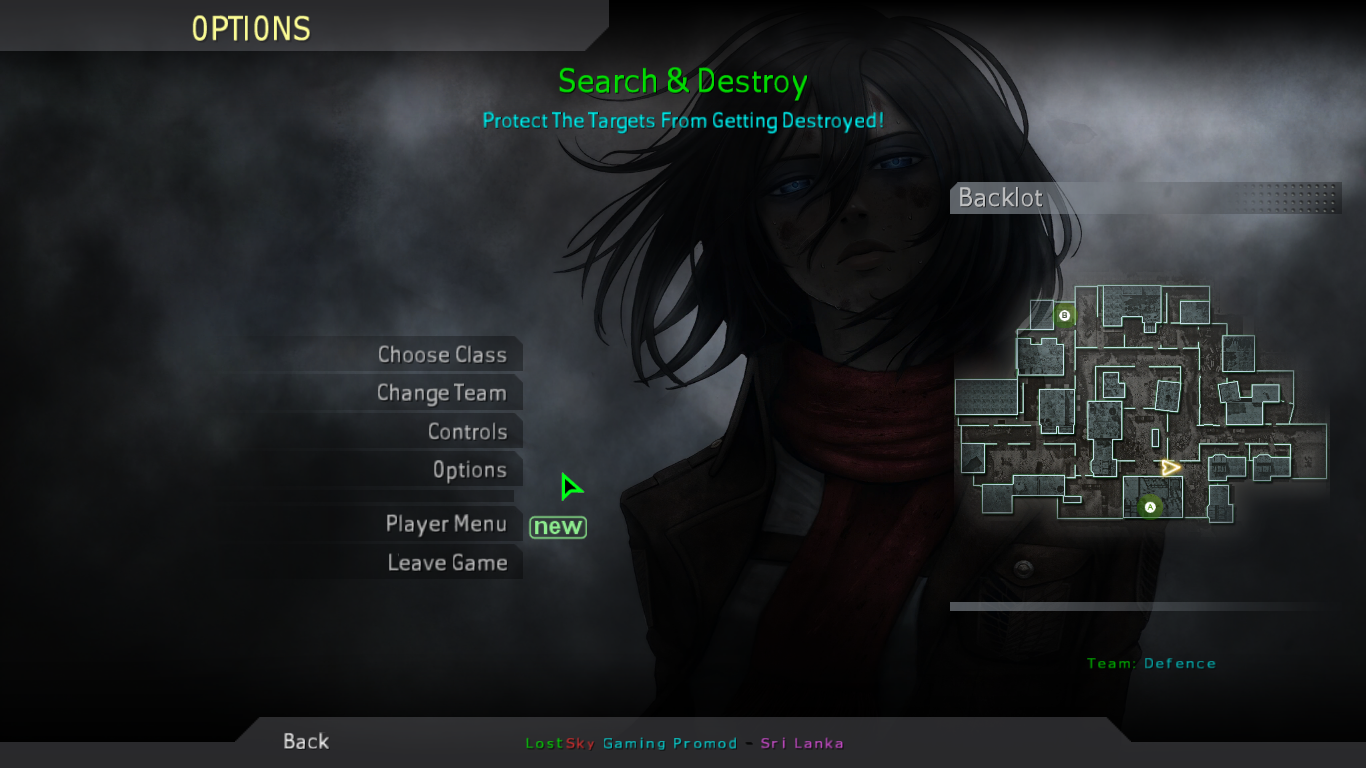 OPTIONS
Search & Destroy
Protect The Targets From Getting Destroyed!
Backlot
B
A
Choose Class
Change Team
Controls
Options
Player Menu
new
Leave Game
Team: Defence
Back
LostSky Gaming Promod - Sri Lanka